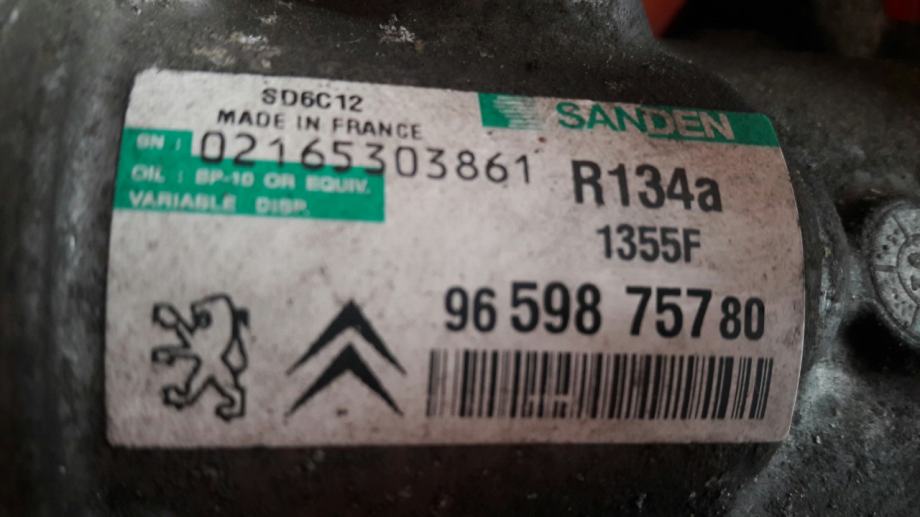 SD6C12
MADE IN FRANCE
SANDEN
SN : 02165303861
OIL : SP-10 OR EQUIV.
VARIABLE DISP.
R134a
1355F
96 598 757 80